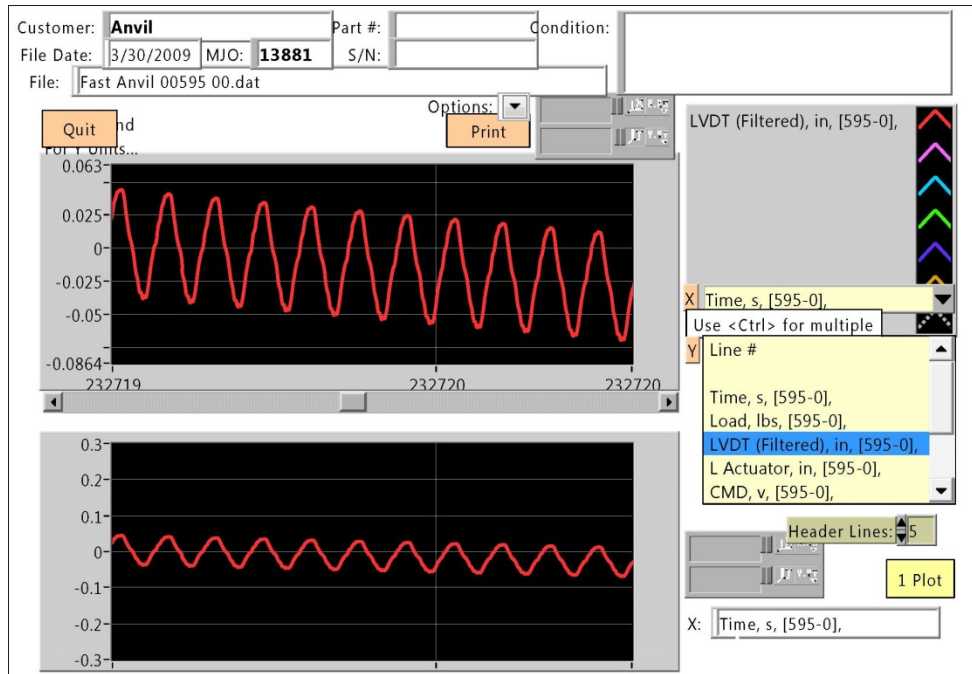 Customer: Anvil Part #: Condition:
File Date: 3/30/2009 MJO: 13881 S/N:
File: Fast Anvil 00595 00.dat
Options:
Quit nd Print
For Y Units...
0.063-
0.025-
0-
-0.025-
-0.05-
-0.0864-
232719 232720 232720
LVDT (Filtered), in, [595-0],
X Time, s, [595-0],
Use <Ctrl> for multiple
Y Line #
Time, s, [595-0],
Load, lbs, [595-0],
LVDT (Filtered), in, [595-0],
L Actuator, in, [595-0],
CMD, v, [595-0],
0.3-
0.2-
0.1-
0-
-0.1-
-0.2-
-0.3-
Header Lines: 5
1 Plot
X: Time, s, [595-0],